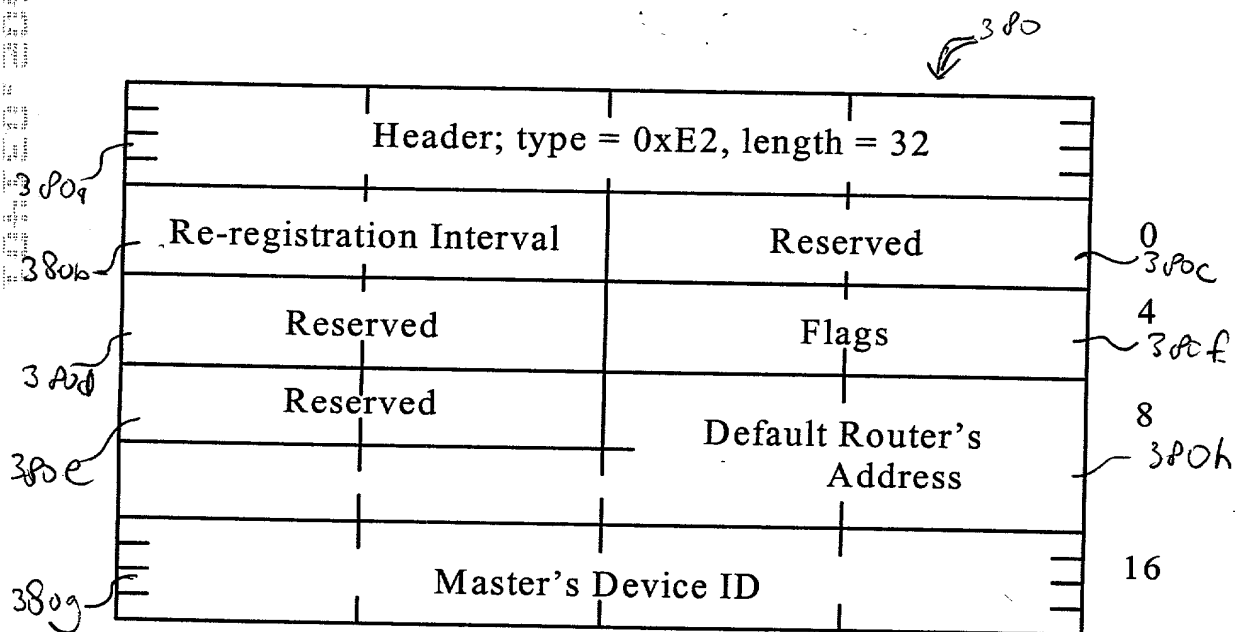 380
Header; type = 0xE2, length = 32
380a
Re-registration Interval Reserved 0
380b 380c
Reserved Flags 4
380d 380f
Reserved 8
Default Router's
Address
380e 380h
Master's Device ID 16
380g